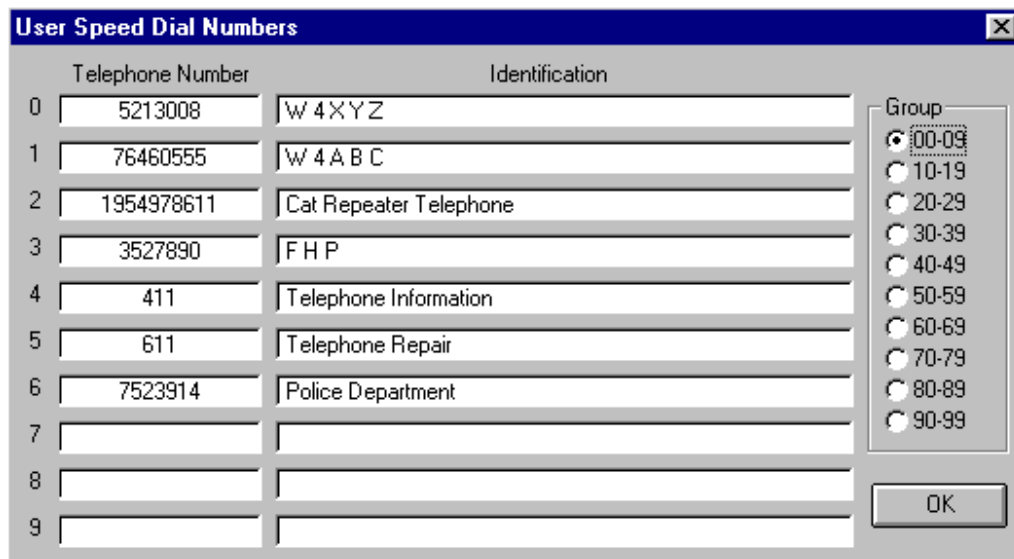 User Speed Dial Numbers
Telephone Number Identification
0 5213008 W 4 X Y Z
1 76460555 W 4 A B C
2 1954978611 Cat Repeater Telephone
3 3527890 F H P
4 411 Telephone Information
5 611 Telephone Repair
6 7523914 Police Department
7
8
9
Group
00-09
10-19
20-29
30-39
40-49
50-59
60-69
70-79
80-89
90-99
OK